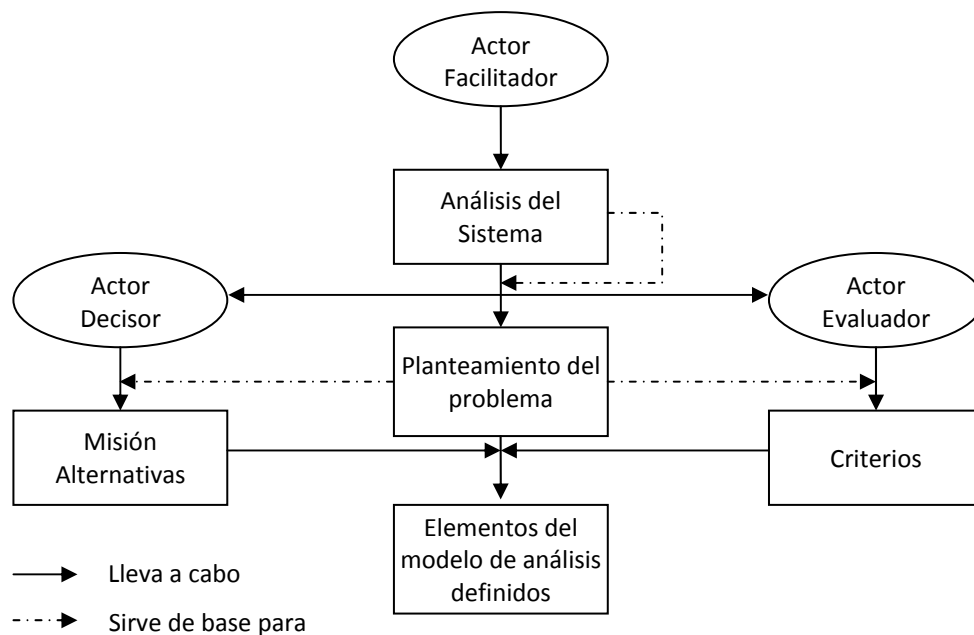 Actor
Facilitador
Análisis del
Sistema
Actor
Decisor
Actor
Evaluador
Planteamiento del
problema
Misión
Alternativas
Criterios
Elementos del
modelo de análisis
definidos
Lleva a cabo
Sirve de base para